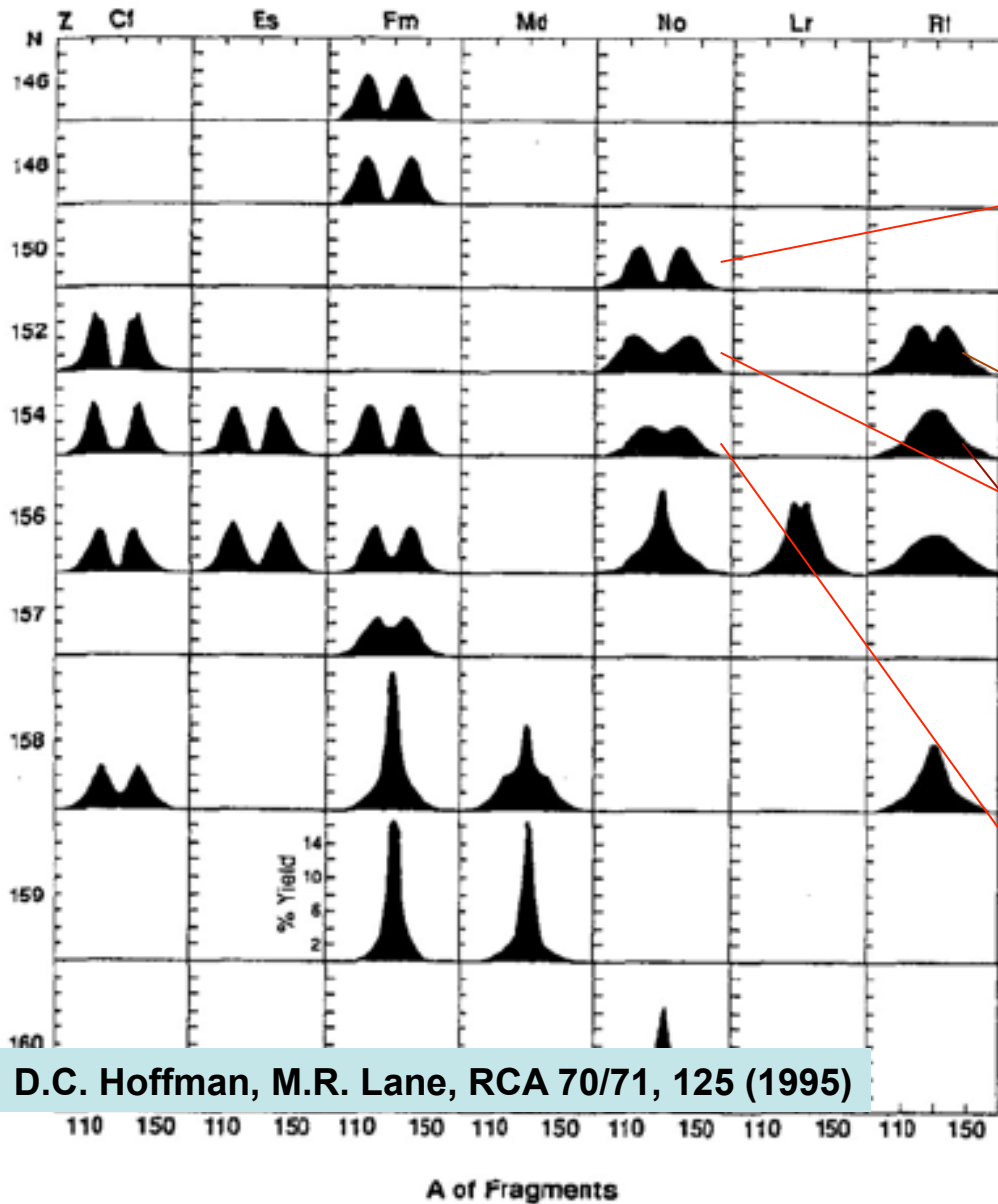 Z Cf Es Fm Md No Lr Rf
N
146
148
150
152
154
156
157
158
159
% Yield
14
10
6
2
160
D.C. Hoffman, M.R. Lane, RCA 70/71, 125 (1995)
110 150 110 150 110 150 110 150 110 150 110 150 110 150
A of Fragments